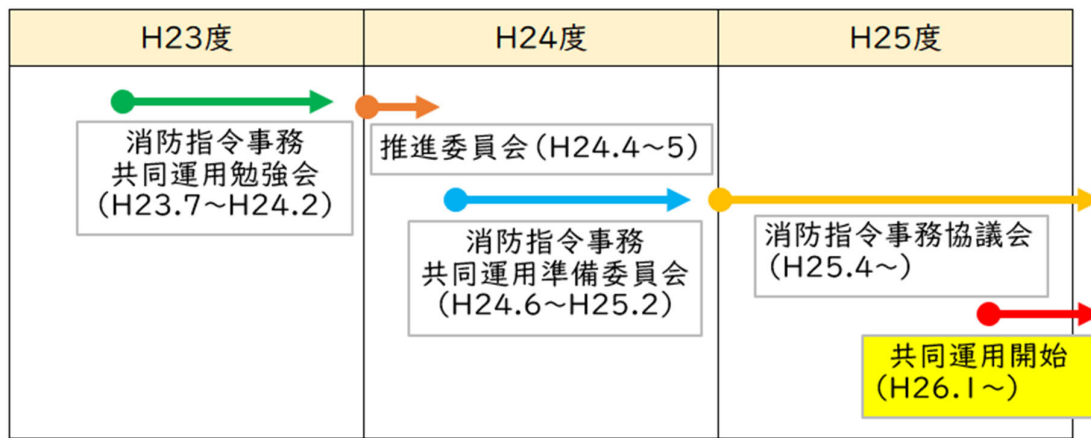 H23度
H24度
H25度
消防指令事務
共同運用勉強会
(H23.7～H24.2)
推進委員会(H24.4～5)
消防指令事務
共同運用準備委員会
(H24.6～H25.2)
消防指令事務協議会
(H25.4～)
共同運用開始
(H26.1～)